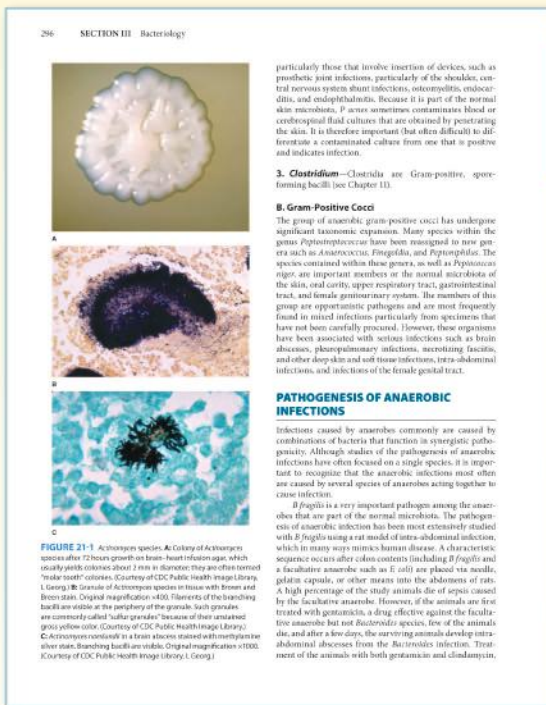 296 SECTION III Bacteriology
A
B
C
FIGURE 21-1 Actinomyces species. A: Colony of Actinomyces
species after 72 hours growth on brain–heart infusion agar, which
usually yields colonies about 2 mm in diameter; they are often termed
"molar tooth" colonies. (Courtesy of CDC Public Health Image Library,
L Georg.) B: Granule of Actinomyces species in tissue with Brown and
Breen stain. Original magnification ×400. Filaments of the branching
bacilli are visible at the periphery of the granule. Such granules
are commonly called "sulfur granules" because of their unstained
gross yellow color. (Courtesy of CDC Public Health Image Library.)
C: Actinomyces naeslundii in a brain abscess stained with methylamine
silver stain. Branching bacilli are visible. Original magnification ×1000.
(Courtesy of CDC Public Health Image Library, L Georg.)
particularly those that involve insertion of devices, such as
prosthetic joint infections, particularly of the shoulder, cen-
tral nervous system shunt infections, osteomyelitis, endocar-
ditis, and endophthalmitis. Because it is part of the normal
skin microbiota, P acnes sometimes contaminates blood or
cerebrospinal fluid cultures that are obtained by penetrating
the skin. It is therefore important (but often difficult) to dif-
ferentiate a contaminated culture from one that is positive
and indicates infection.
3. Clostridium—Clostridia are Gram-positive, spore-
forming bacilli (see Chapter 11).
B. Gram-Positive Cocci
The group of anaerobic gram-positive cocci has undergone
significant taxonomic expansion. Many species within the
genus Peptostreptococcus have been reassigned to new gen-
era such as Anaerococcus, Finegoldia, and Peptoniphilus. The
species contained within these genera, as well as Peptococcus
niger, are important members or the normal microbiota of
the skin, oral cavity, upper respiratory tract, gastrointestinal
tract, and female genitourinary system. The members of this
group are opportunistic pathogens and are most frequently
found in mixed infections particularly from specimens that
have not been carefully procured. However, these organisms
have been associated with serious infections such as brain
abscesses, pleuropulmonary infections, necrotizing fasciitis,
and other deep skin and soft tissue infections, intra-abdominal
infections, and infections of the female genital tract.
PATHOGENESIS OF ANAEROBIC
INFECTIONS
Infections caused by anaerobes commonly are caused by
combinations of bacteria that function in synergistic patho-
genicity. Although studies of the pathogenesis of anaerobic
infections have often focused on a single species, it is impor-
tant to recognize that the anaerobic infections most often
are caused by several species of anaerobes acting together to
cause infection.
B fragilis is a very important pathogen among the anaer-
obes that are part of the normal microbiota. The pathogen-
esis of anaerobic infection has been most extensively studied
with B fragilis using a rat model of intra-abdominal infection,
which in many ways mimics human disease. A characteristic
sequence occurs after colon contents (including B fragilis and
a facultative anaerobe such as E coli) are placed via needle,
gelatin capsule, or other means into the abdomens of rats.
A high percentage of the study animals die of sepsis caused
by the facultative anaerobe. However, if the animals are first
treated with gentamicin, a drug effective against the faculta-
tive anaerobe but not Bacteroides species, few of the animals
die, and after a few days, the surviving animals develop intra-
abdominal abscesses from the Bacteroides infection. Treat-
ment of the animals with both gentamicin and clindamycin,